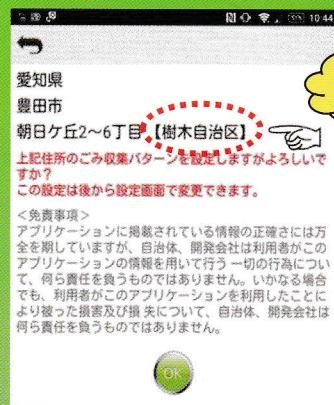 10:44
愛知県
豊田市
朝日ケ丘2~6丁目【樹木自治区】
上記住所のごみ収集パターンを設定しますがよろしいで
すか?
この設定は後から設定画面で変更できます。
<免責事項>
アプリケーションに掲載されている情報の正確さには万
全を期していますが、自治体、開発会社は利用者がこの
アプリケーションの情報を用いて行う一切の行為につい
て、何ら責任を負うものではありません。いかなる場合
でも、利用者がこのアプリケーションを利用したことに
より被った損害及び損 失について、自治体、開発会社は
何ら責任を負うものではありません。
OK